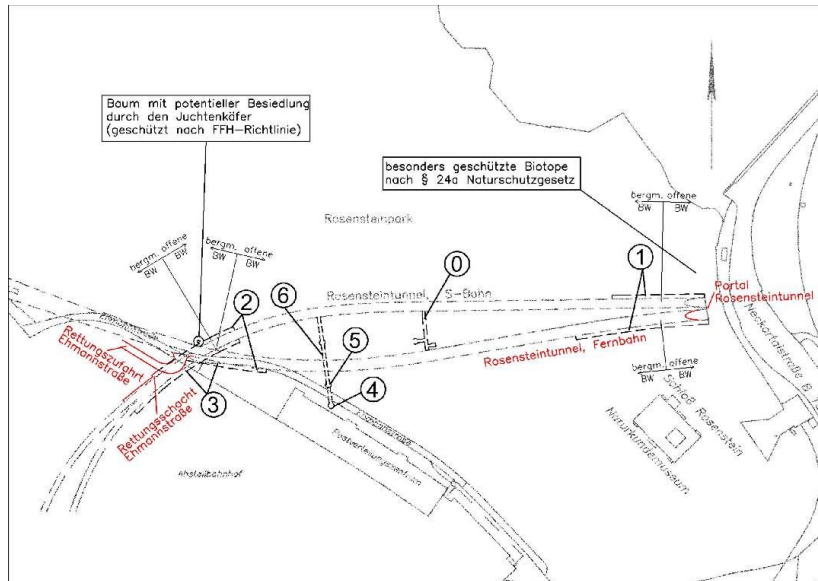 Baum mit potentieller Besiedlung
durch den Juchtenkäfer
(geschützt nach FFH-Richtlinie)
besonders geschützte Biotope
nach § 24a Naturschutzgesetz
bergm. offene
BW BW
Rosensteinpark
bergm. offene
BW BW
bergm. offene
BW BW
0
1
2
6
Rosensteintunnel, S-Bahn
Portal
Rosensteintunnel
Rettungszufahrt
Ehmannstraße
Rosensteintunnel, Fernbahn
5
4
3
bergm. offene
BW BW
Rettungsschacht
Ehmannstraße
Ehmannstraße
Postverteilungszentrum
Abstellbahnhof
Schloß Rosenstein
Naturkundemuseum
Neckartalstraße B